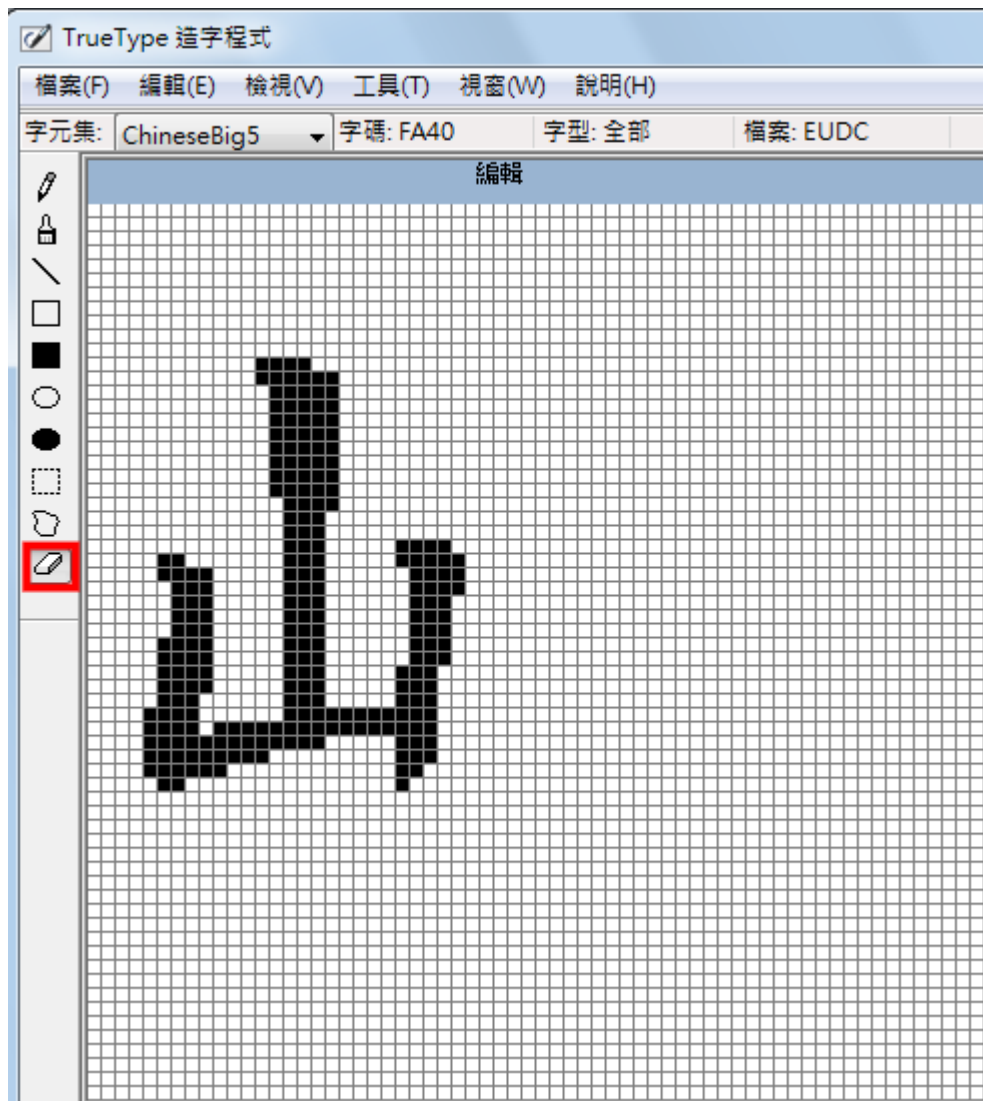 TrueType 造字程式
檔案(F) 編輯(E) 檢視(V) 工具(T) 視窗(W) 說明(H)
字元集: ChineseBig5 字碼: FA40 字型: 全部 檔案: EUDC
編輯
山